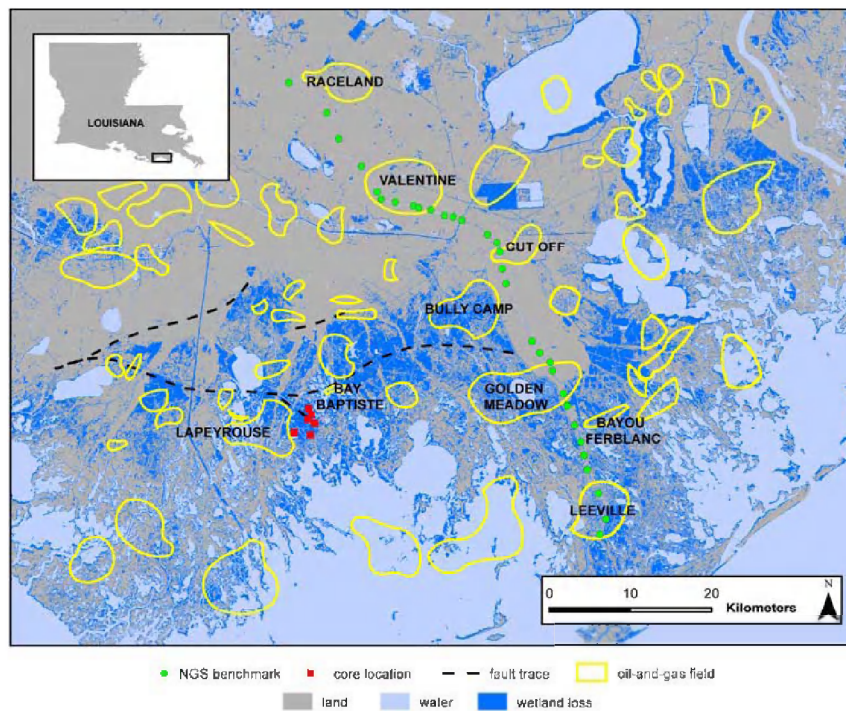 LOUISIANA
RACELAND
VALENTINE
CUT OFF
BULLY CAMP
GOLDEN
MEADOW
BAY
BAPTISTE
LAPEYROUSE
BAYOU
FERBLANC
LEEVILLE
0 10 20
Kilometers
N
NGS benchmark core location fault trace oil-and-gas field
land water wetland loss